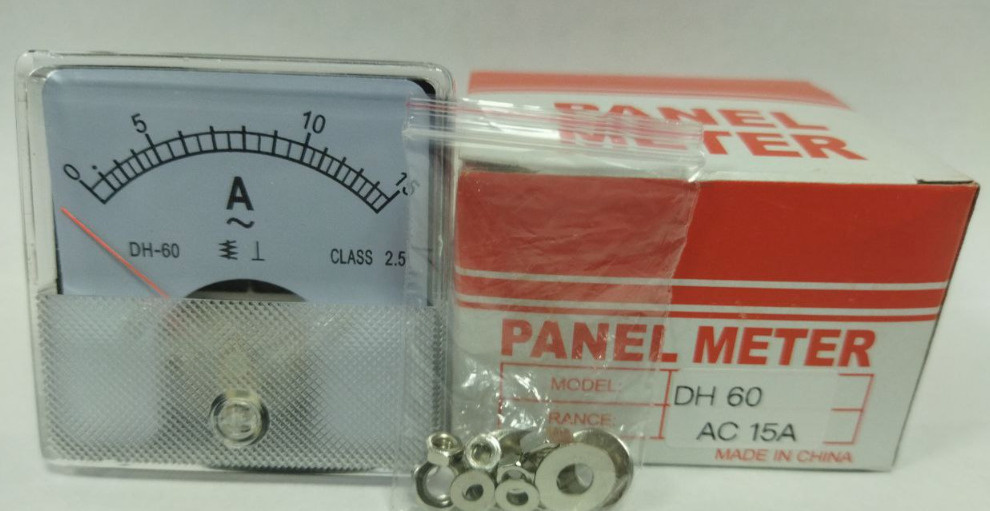 0 5 10 15
A
~
DH-60
CLASS 2.5
PANEL
METER
PANEL METER
MODEL: DH 60
RANGE: AC 15A
MADE IN CHINA